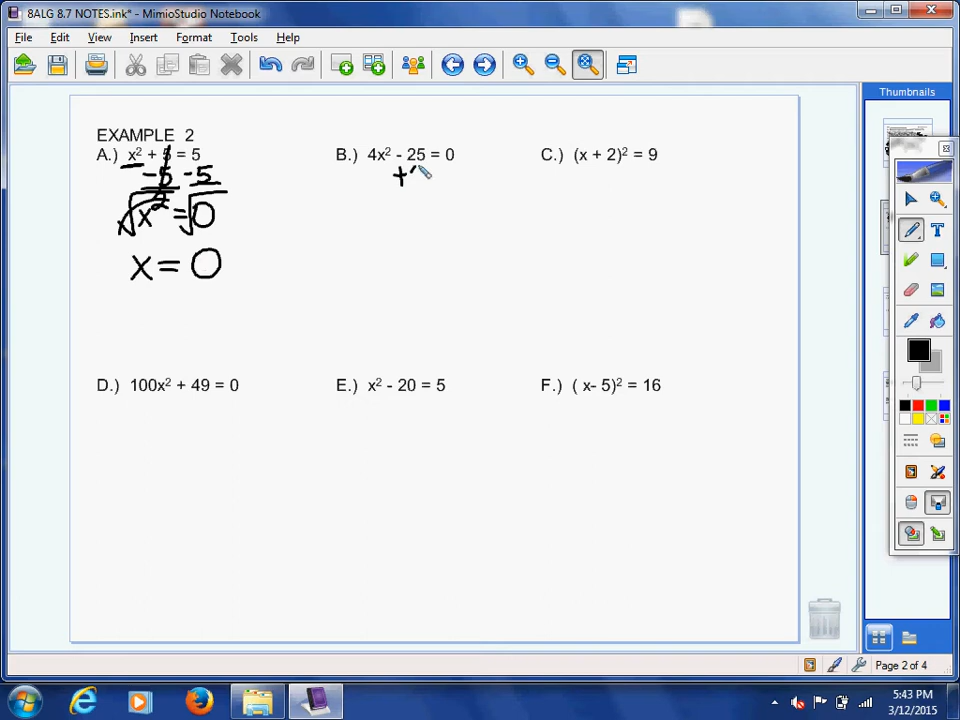 8ALG 8.7 NOTES.ink* - MimioStudio Notebook
File Edit View Insert Format Tools Help
Thumbnails
EXAMPLE 2
A.) x² + 5 = 5
-5 -5
√x² = √0
x = 0
B.) 4x² - 25 = 0
+
C.) (x + 2)² = 9
D.) 100x² + 49 = 0
E.) x² - 20 = 5
F.) ( x- 5)² = 16
T
Page 2 of 4
5:43 PM
3/12/2015